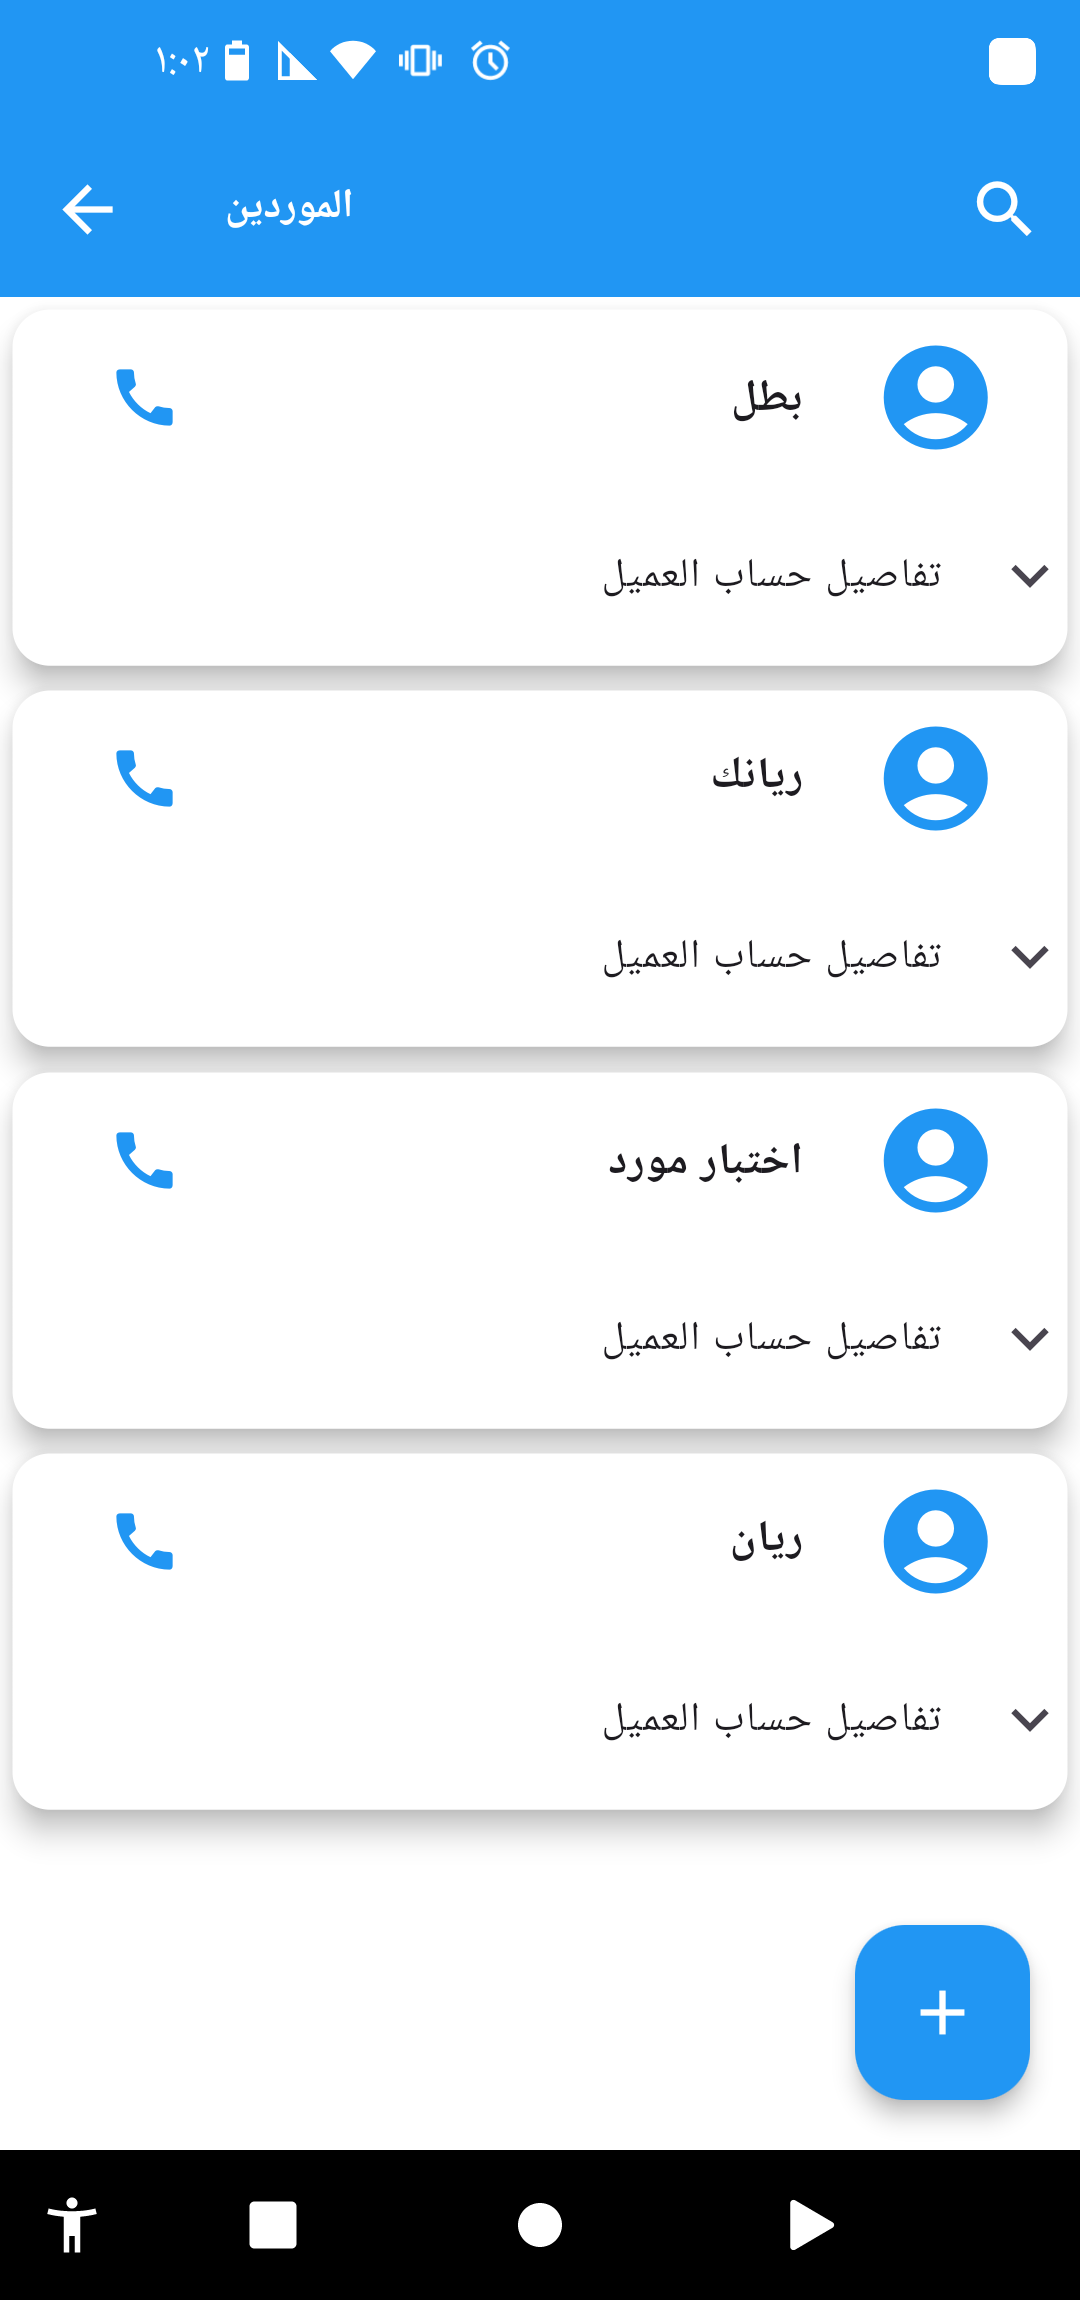 ١:٠٢
الموردين
بطل
تفاصيل حساب العميل
ريانك
تفاصيل حساب العميل
اختبار مورد
تفاصيل حساب العميل
ريان
تفاصيل حساب العميل